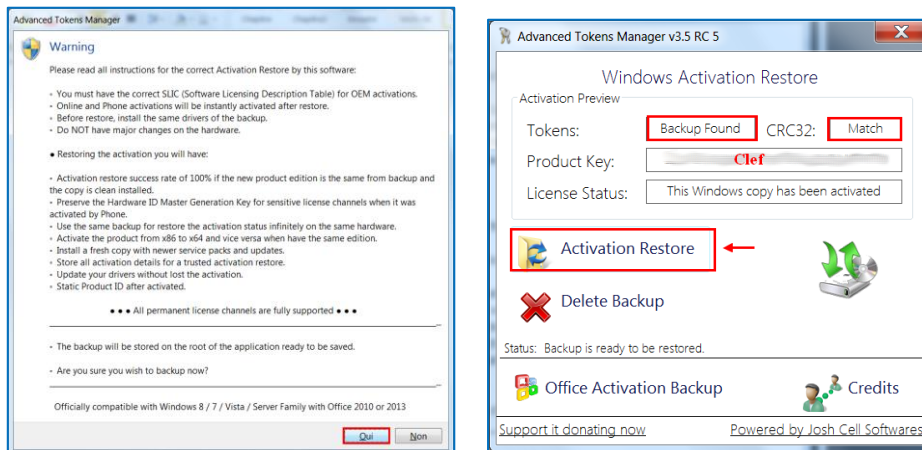 Advanced Tokens Manager
Warning
Please read all instructions for the correct Activation Restore by this software:
- You must have the correct SLIC (Software Licensing Description Table) for OEM activations.
- Online and Phone activations will be instantly activated after restore.
- Before restore, install the same drivers of the backup.
- Do NOT have major changes on the hardware.
● Restoring the activation you will have:
- Activation restore success rate of 100% if the new product edition is the same from backup and
the copy is clean installed.
- Preserve the Hardware ID Master Generation Key for sensitive license channels when it was
activated by Phone.
- Use the same backup for restore the activation status infinitely on the same hardware.
- Activate the product from x86 to x64 and vice versa when have the same edition.
- Install a fresh copy with newer service packs and updates.
- Store all activation details for a trusted activation restore.
- Update your drivers without lost the activation.
- Static Product ID after activated.
● ● ● All permanent license channels are fully supported ● ● ●
- The backup will be stored on the root of the application ready to be saved.
- Are you sure you wish to backup now?
Officially compatible with Windows 8 / 7 / Vista / Server Family with Office 2010 or 2013
Oui Non
Advanced Tokens Manager v3.5 RC 5
Windows Activation Restore
Activation Preview
Tokens: Backup Found CRC32: Match
Product Key: Clef
License Status: This Windows copy has been activated
Activation Restore
Delete Backup
Status: Backup is ready to be restored.
Office Activation Backup Credits
Support it donating now Powered by Josh Cell Softwares